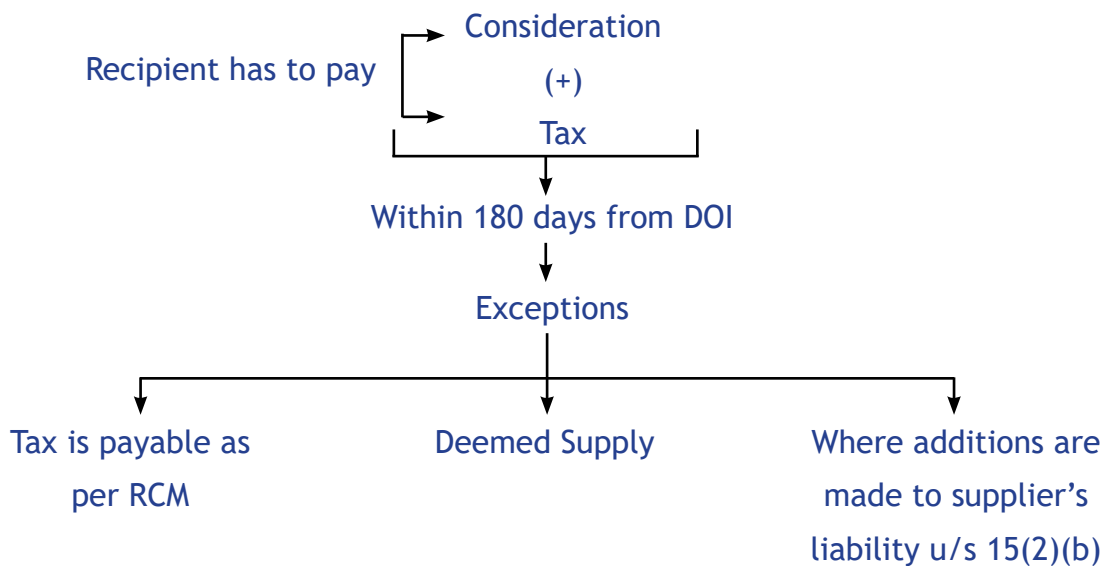 Consideration
Recipient has to pay
(+)
Tax
Within 180 days from DOI
Exceptions
Tax is payable as
per RCM
Deemed Supply
Where additions are
made to supplier's
liability u/s 15(2)(b)